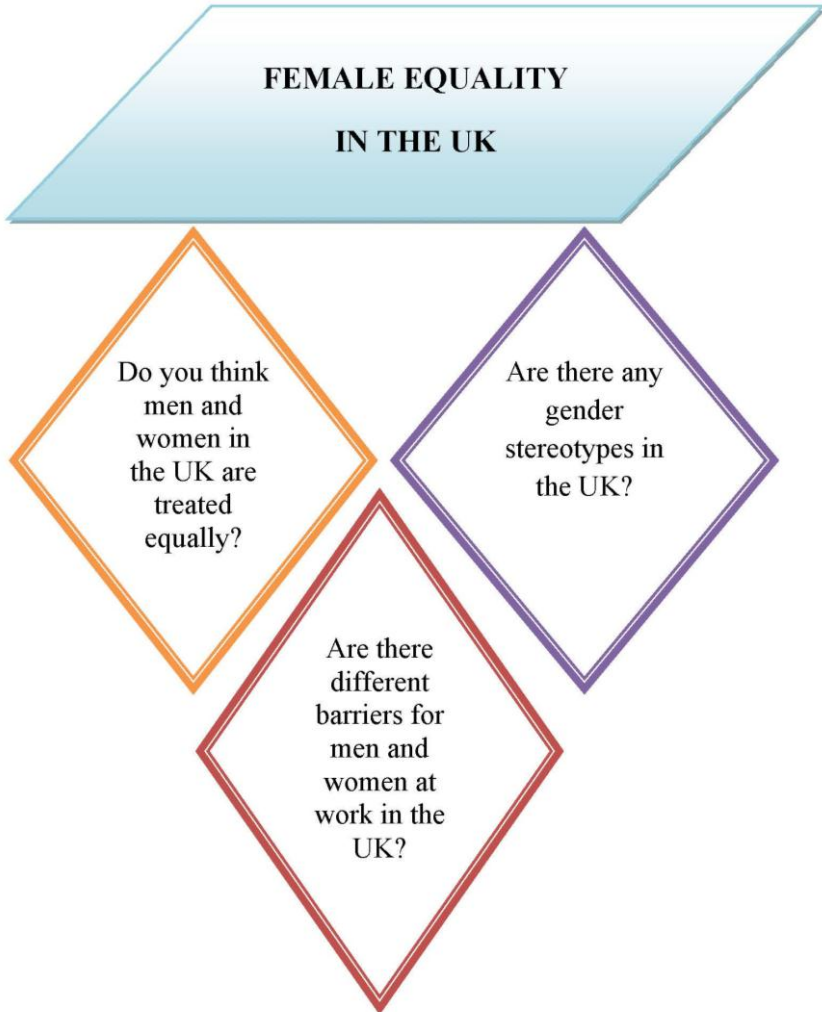 FEMALE EQUALITY
IN THE UK
Do you think
men and
women in
the UK are
treated
equally?
Are there any
gender
stereotypes in
the UK?
Are there
different
barriers for
men and
women at
work in the
UK?